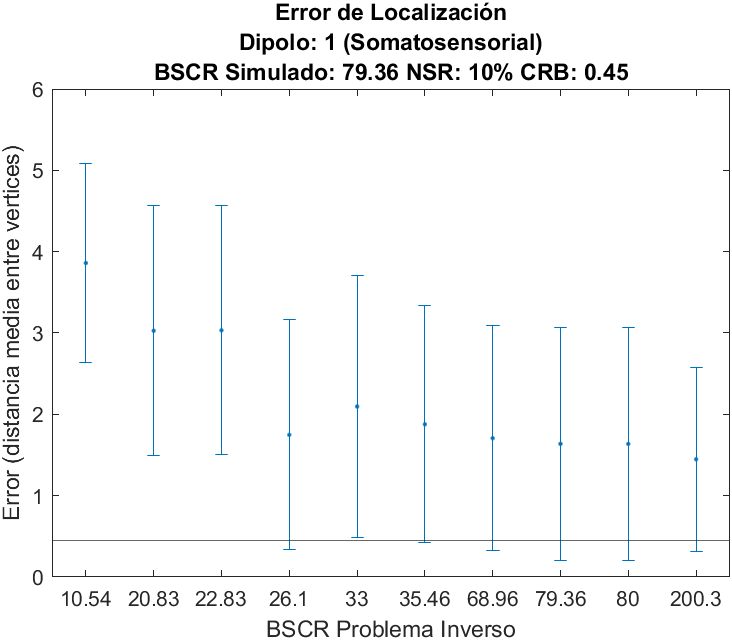 Error de Localización
Dipolo: 1 (Somatosensorial)
BSCR Simulado: 79.36 NSR: 10% CRB: 0.45
Error (distancia media entre vertices)
6
5
4
3
2
1
0
10.54 20.83 22.83 26.1 33 35.46 68.96 79.36 80 200.3
BSCR Problema Inverso